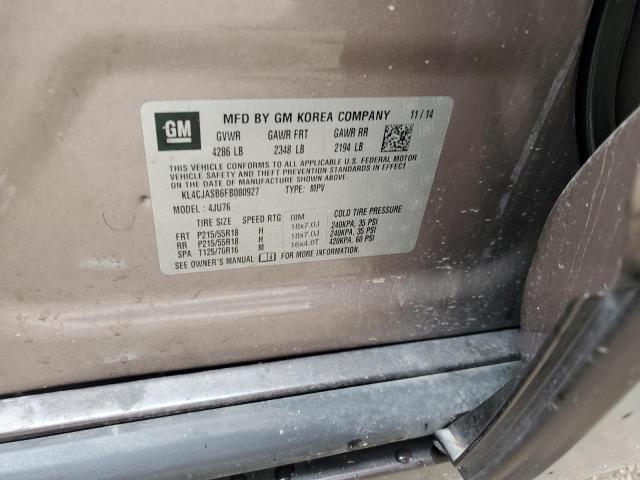 GM
MFD BY GM KOREA COMPANY 11/14
GVWR GAWR FRT GAWR RR
4286 LB 2348 LB 2194 LB
THIS VEHICLE CONFORMS TO ALL APPLICABLE U.S. FEDERAL MOTOR
VEHICLE SAFETY AND THEFT PREVENTION STANDARDS IN EFFECT
ON THE DATE OF MANUFACTURE SHOWN ABOVE.
KL4CJASB6FB080927 TYPE: MPV
MODEL: 4JU76
TIRE SIZE SPEED RTG RIM COLD TIRE PRESSURE
FRT P215/55R18 H 18x7.0J 240KPA, 35 PSI
RR P215/55R18 H 18x7.0J 240KPA, 35 PSI
SPA T125/70R16 M 16x4.0T 420KPA, 60 PSI
SEE OWNER'S MANUAL FOR MORE INFORMATION.